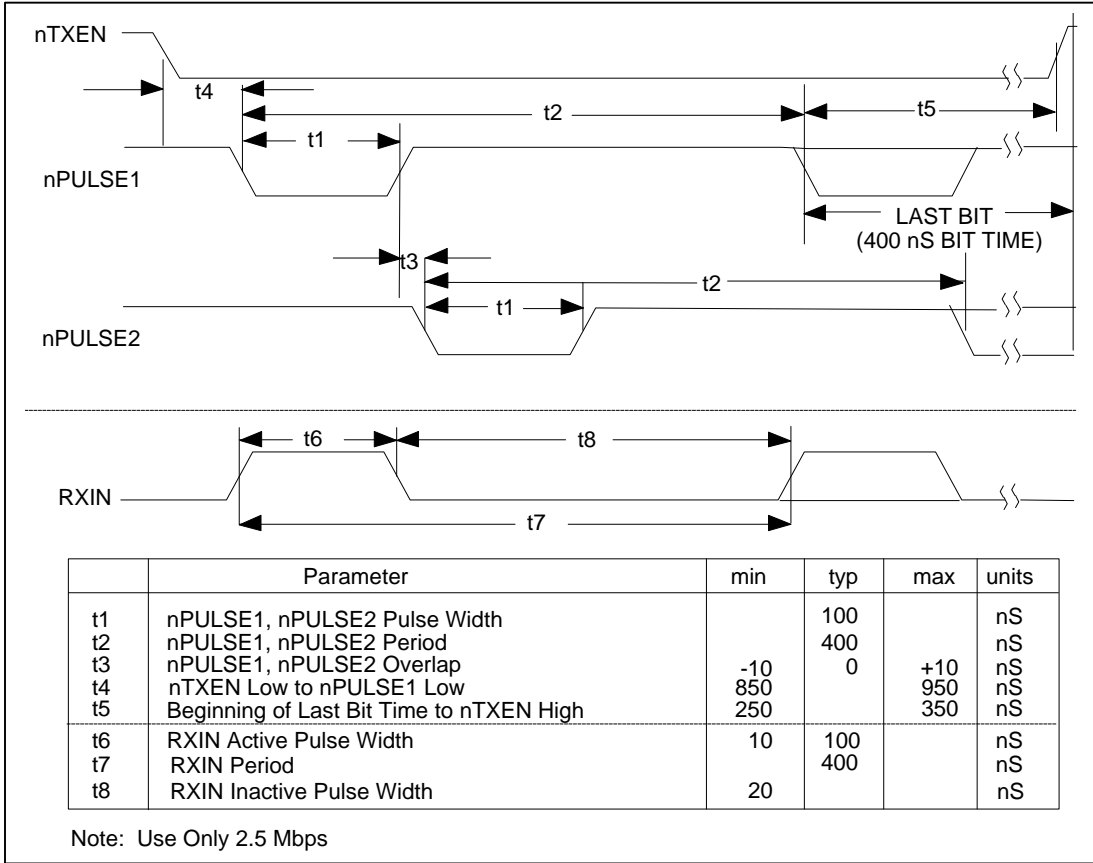 nTXEN
t4
t2
t5
t1
nPULSE1
LAST BIT
(400 nS BIT TIME)
t3
t2
t1
nPULSE2
t6
t8
RXIN
t7
Parameter min typ max units
t1 nPULSE1, nPULSE2 Pulse Width 100 nS
t2 nPULSE1, nPULSE2 Period 400 nS
t3 nPULSE1, nPULSE2 Overlap -10 0 +10 nS
t4 nTXEN Low to nPULSE1 Low 850 950 nS
t5 Beginning of Last Bit Time to nTXEN High 250 350 nS
t6 RXIN Active Pulse Width 10 100 nS
t7 RXIN Period 400 nS
t8 RXIN Inactive Pulse Width 20 nS
Note: Use Only 2.5 Mbps